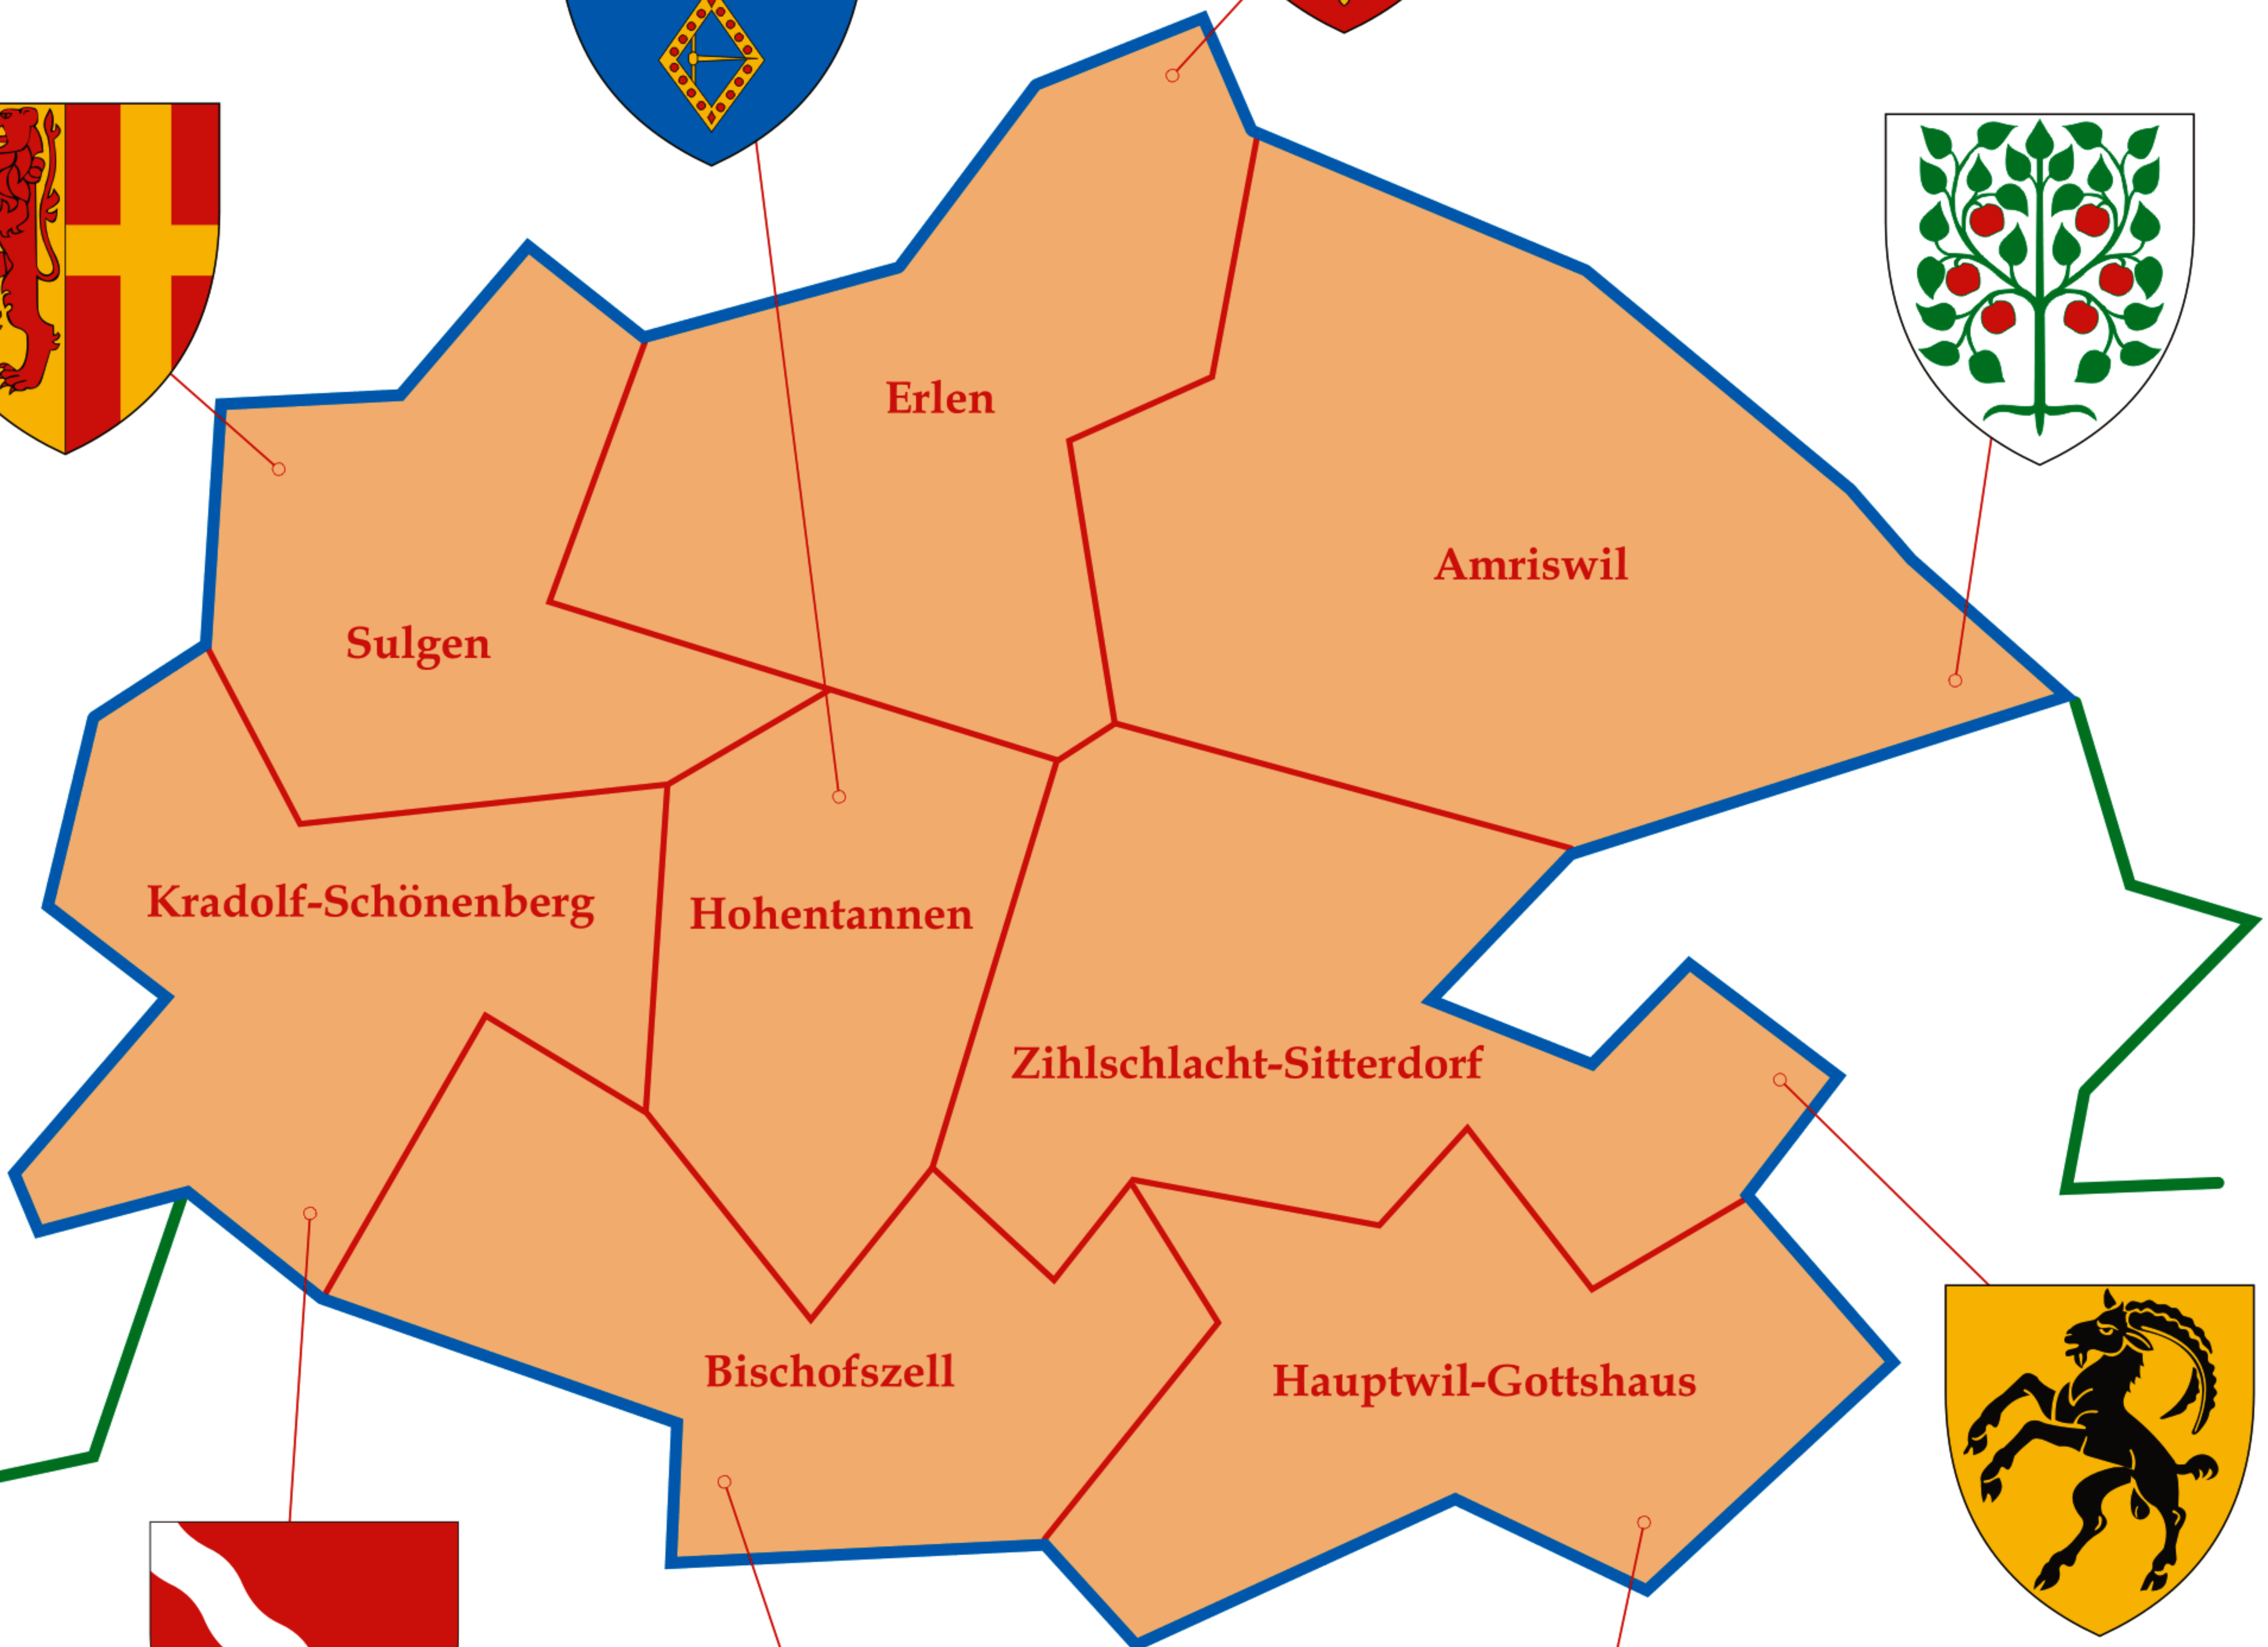 Erlen
Amriswil
Sulgen
Kradolf-Schönenberg
Hohentannen
Zihlschlacht-Sitterdorf
Bischofszell
Hauptwil-Gottshaus